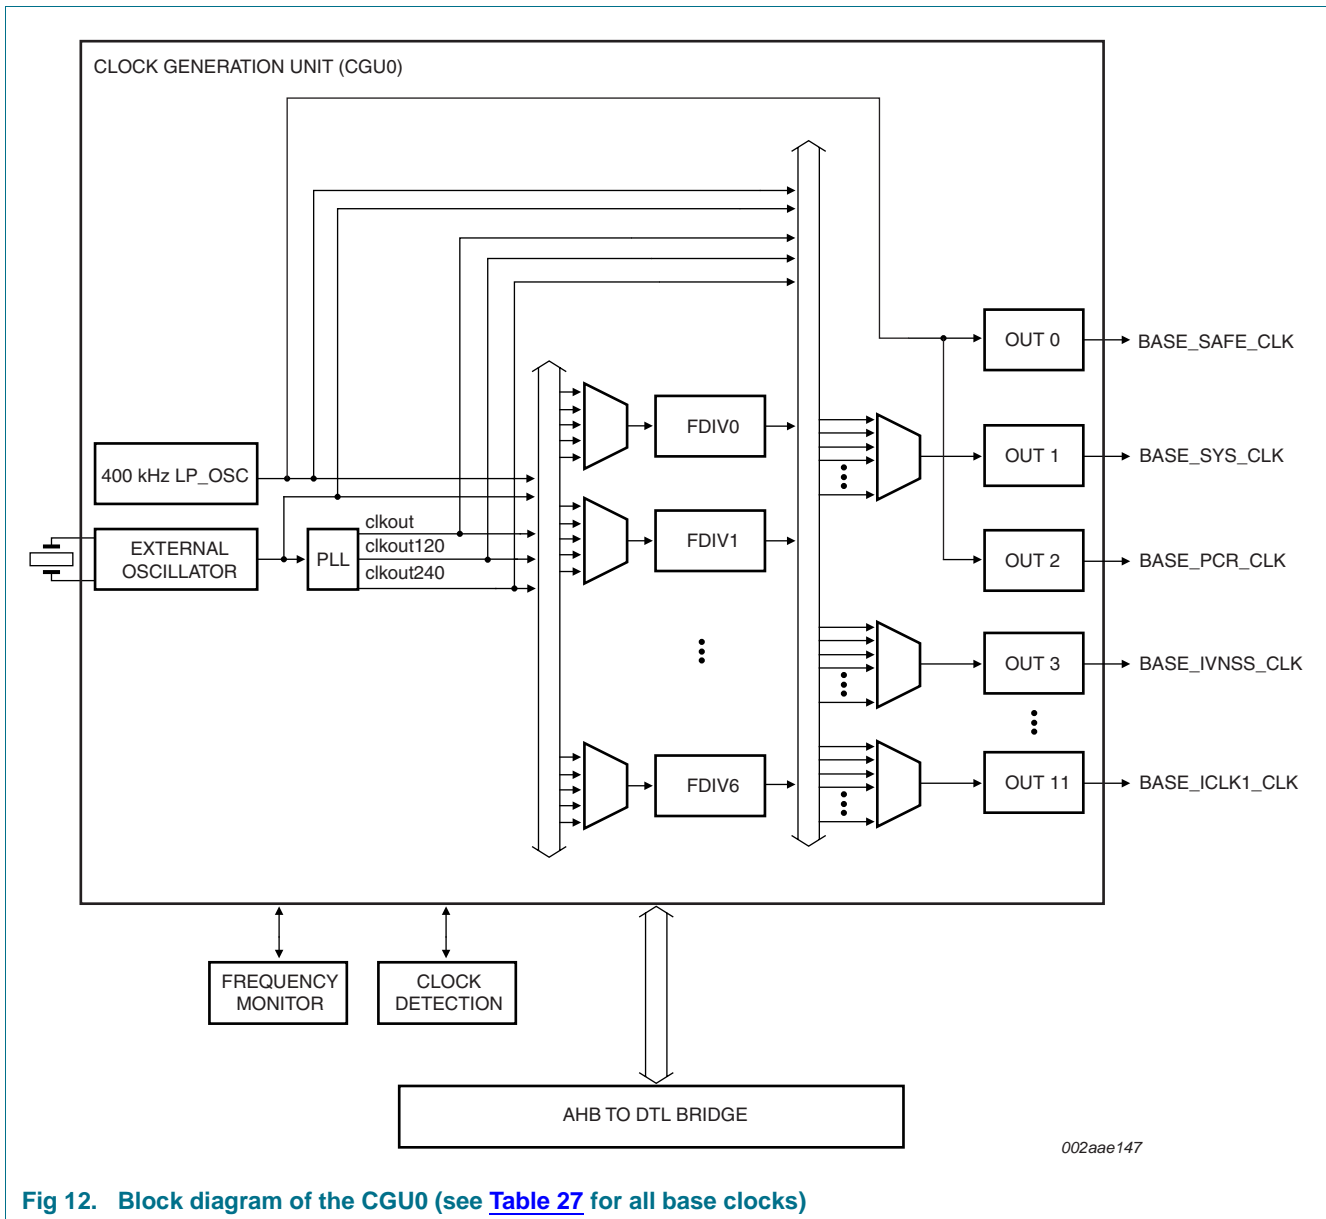 CLOCK GENERATION UNIT (CGU0)
400 kHz LP_OSC
EXTERNAL
OSCILLATOR
PLL
clkout
clkout120
clkout240
FDIV0
FDIV1
FDIV6
OUT 0
BASE_SAFE_CLK
OUT 1
BASE_SYS_CLK
OUT 2
BASE_PCR_CLK
OUT 3
BASE_IVNSS_CLK
OUT 11
BASE_ICLK1_CLK
FREQUENCY
MONITOR
CLOCK
DETECTION
AHB TO DTL BRIDGE
002aae147
Fig 12. Block diagram of the CGU0 (see Table 27 for all base clocks)